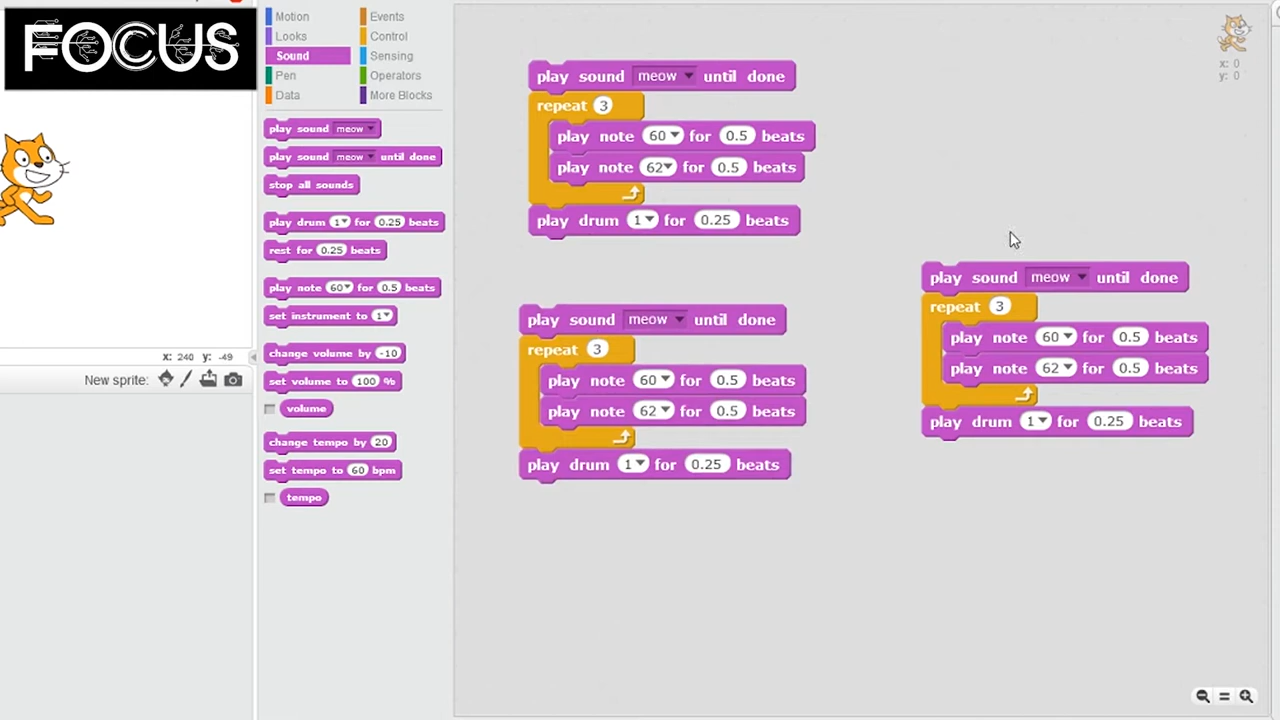 FOCUS
Motion
Looks
Sound
Pen
Data
Events
Control
Sensing
Operators
More Blocks
play sound meow
play sound meow until done
stop all sounds
play drum 1 for 0.25 beats
rest for 0.25 beats
play note 60 for 0.5 beats
set instrument to 1
change volume by -10
set volume to 100 %
volume
change tempo by 20
set tempo to 60 bpm
tempo
x: 240 y: -49
New sprite:
play sound meow until done
repeat 3
play note 60 for 0.5 beats
play note 62 for 0.5 beats
play drum 1 for 0.25 beats
play sound meow until done
repeat 3
play note 60 for 0.5 beats
play note 62 for 0.5 beats
play drum 1 for 0.25 beats
play sound meow until done
repeat 3
play note 60 for 0.5 beats
play note 62 for 0.5 beats
play drum 1 for 0.25 beats
x: 0
y: 0